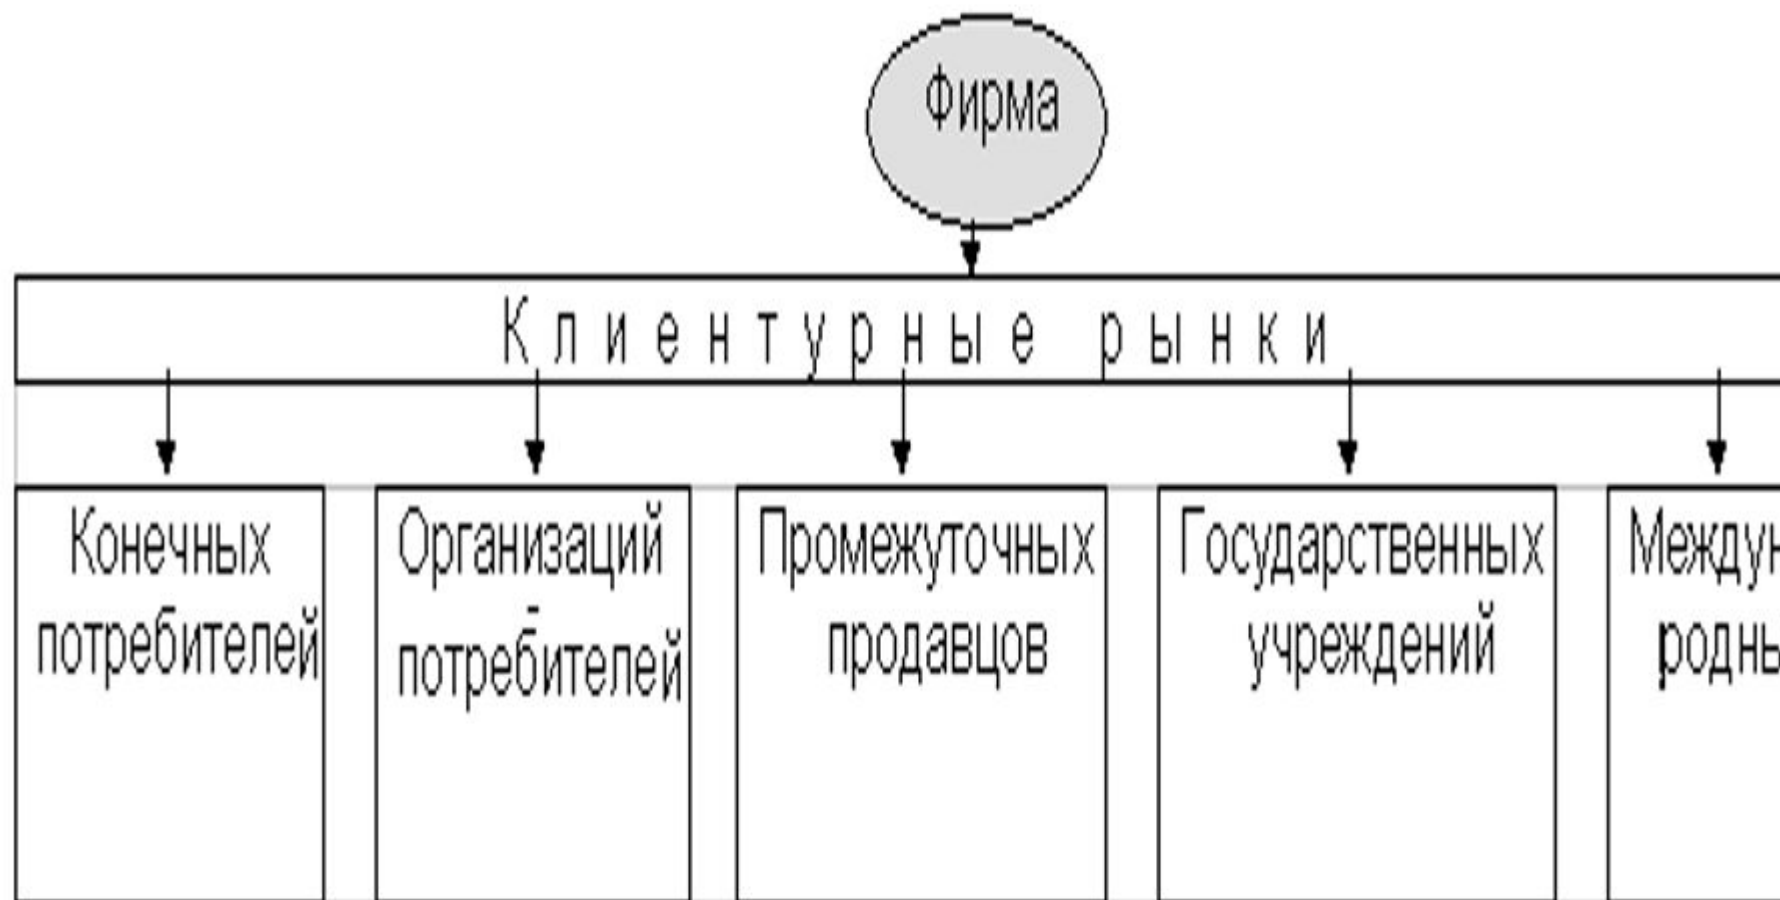 Фирма
Клиентурные рынки
Конечных
потребителей
Организаций
-
потребителей
Промежуточных
продавцов
Государственных
учреждений